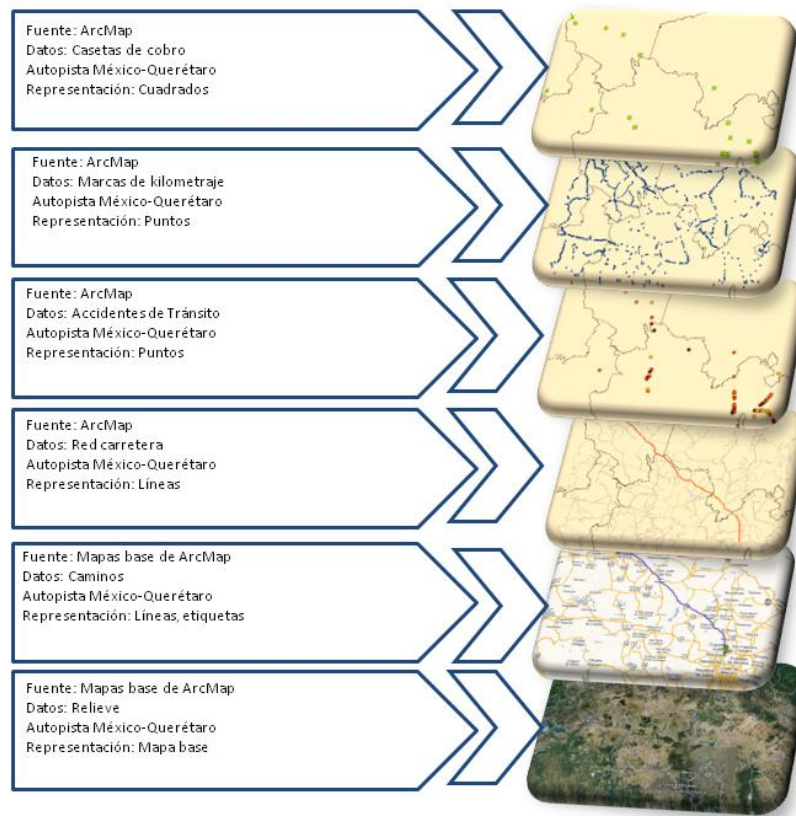 Fuente: ArcMap
Datos: Casetas de cobro
Autopista México-Querétaro
Representación: Cuadrados
Fuente: ArcMap
Datos: Marcas de kilometraje
Autopista México-Querétaro
Representación: Puntos
Fuente: ArcMap
Datos: Accidentes de Tránsito
Autopista México-Querétaro
Representación: Puntos
Fuente: ArcMap
Datos: Red carretera
Autopista México-Querétaro
Representación: Líneas
Fuente: Mapas base de ArcMap
Datos: Caminos
Autopista México-Querétaro
Representación: Líneas, etiquetas
Fuente: Mapas base de ArcMap
Datos: Relieve
Autopista México-Querétaro
Representación: Mapa base